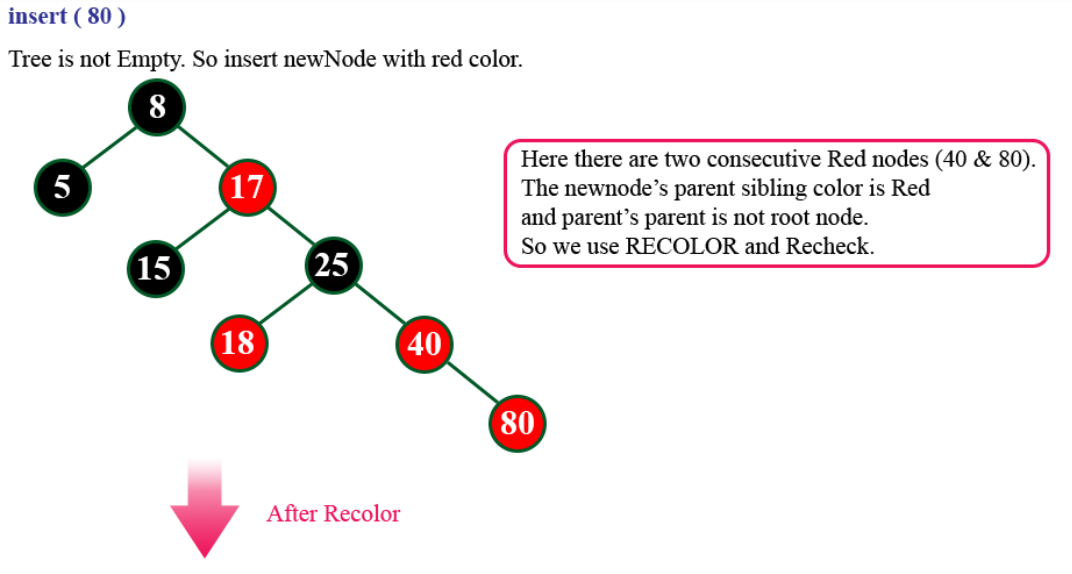 insert ( 80 )
Tree is not Empty. So insert newNode with red color.
8
5
17
15
25
18
40
80
Here there are two consecutive Red nodes (40 & 80).
The newnode’s parent sibling color is Red
and parent’s parent is not root node.
So we use RECOLOR and Recheck.
After Recolor